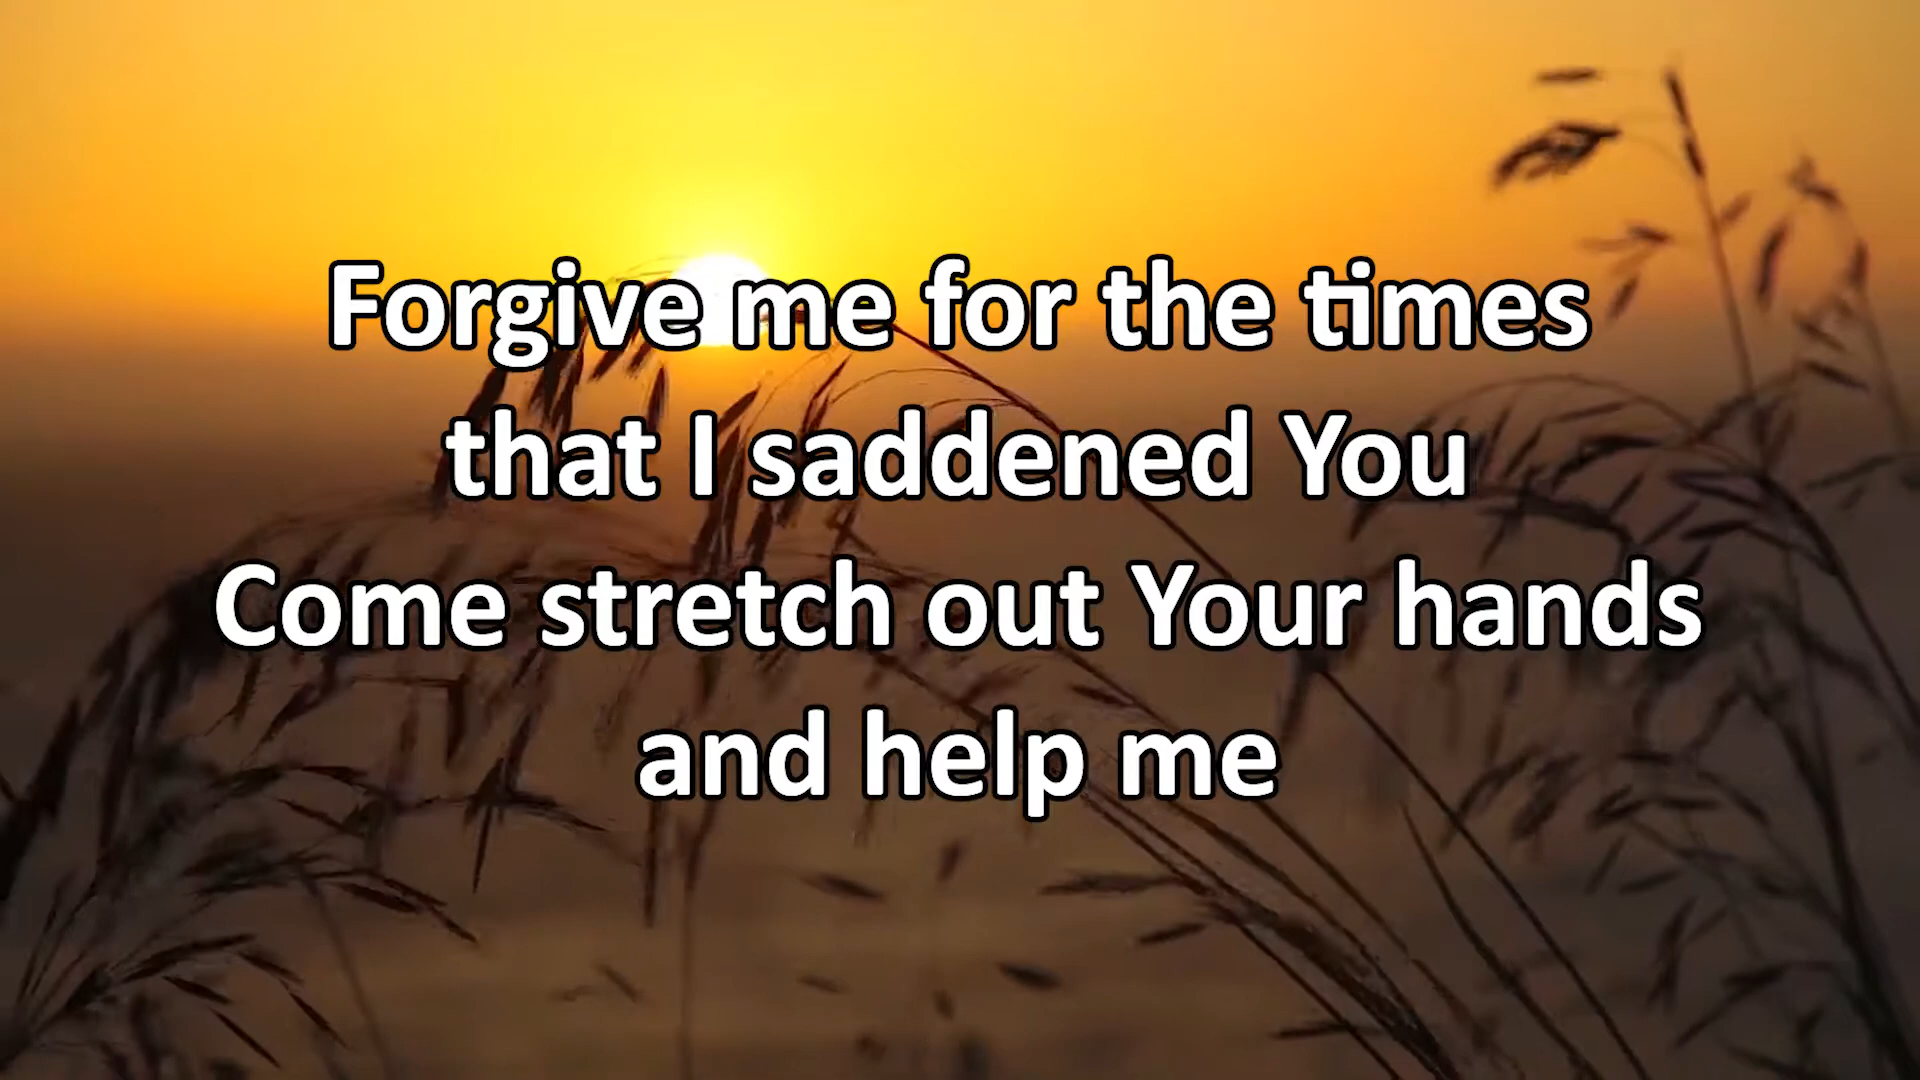 Forgive me for the times
that I saddened You
Come stretch out Your hands
and help me